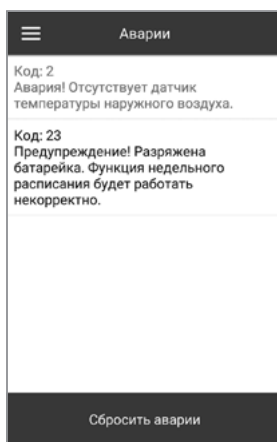 Аварии
Код: 2
Авария! Отсутствует датчик
температуры наружного воздуха.
Код: 23
Предупреждение! Разряжена
батарейка. Функция недельного
расписания будет работать
некорректно.
Сбросить аварии